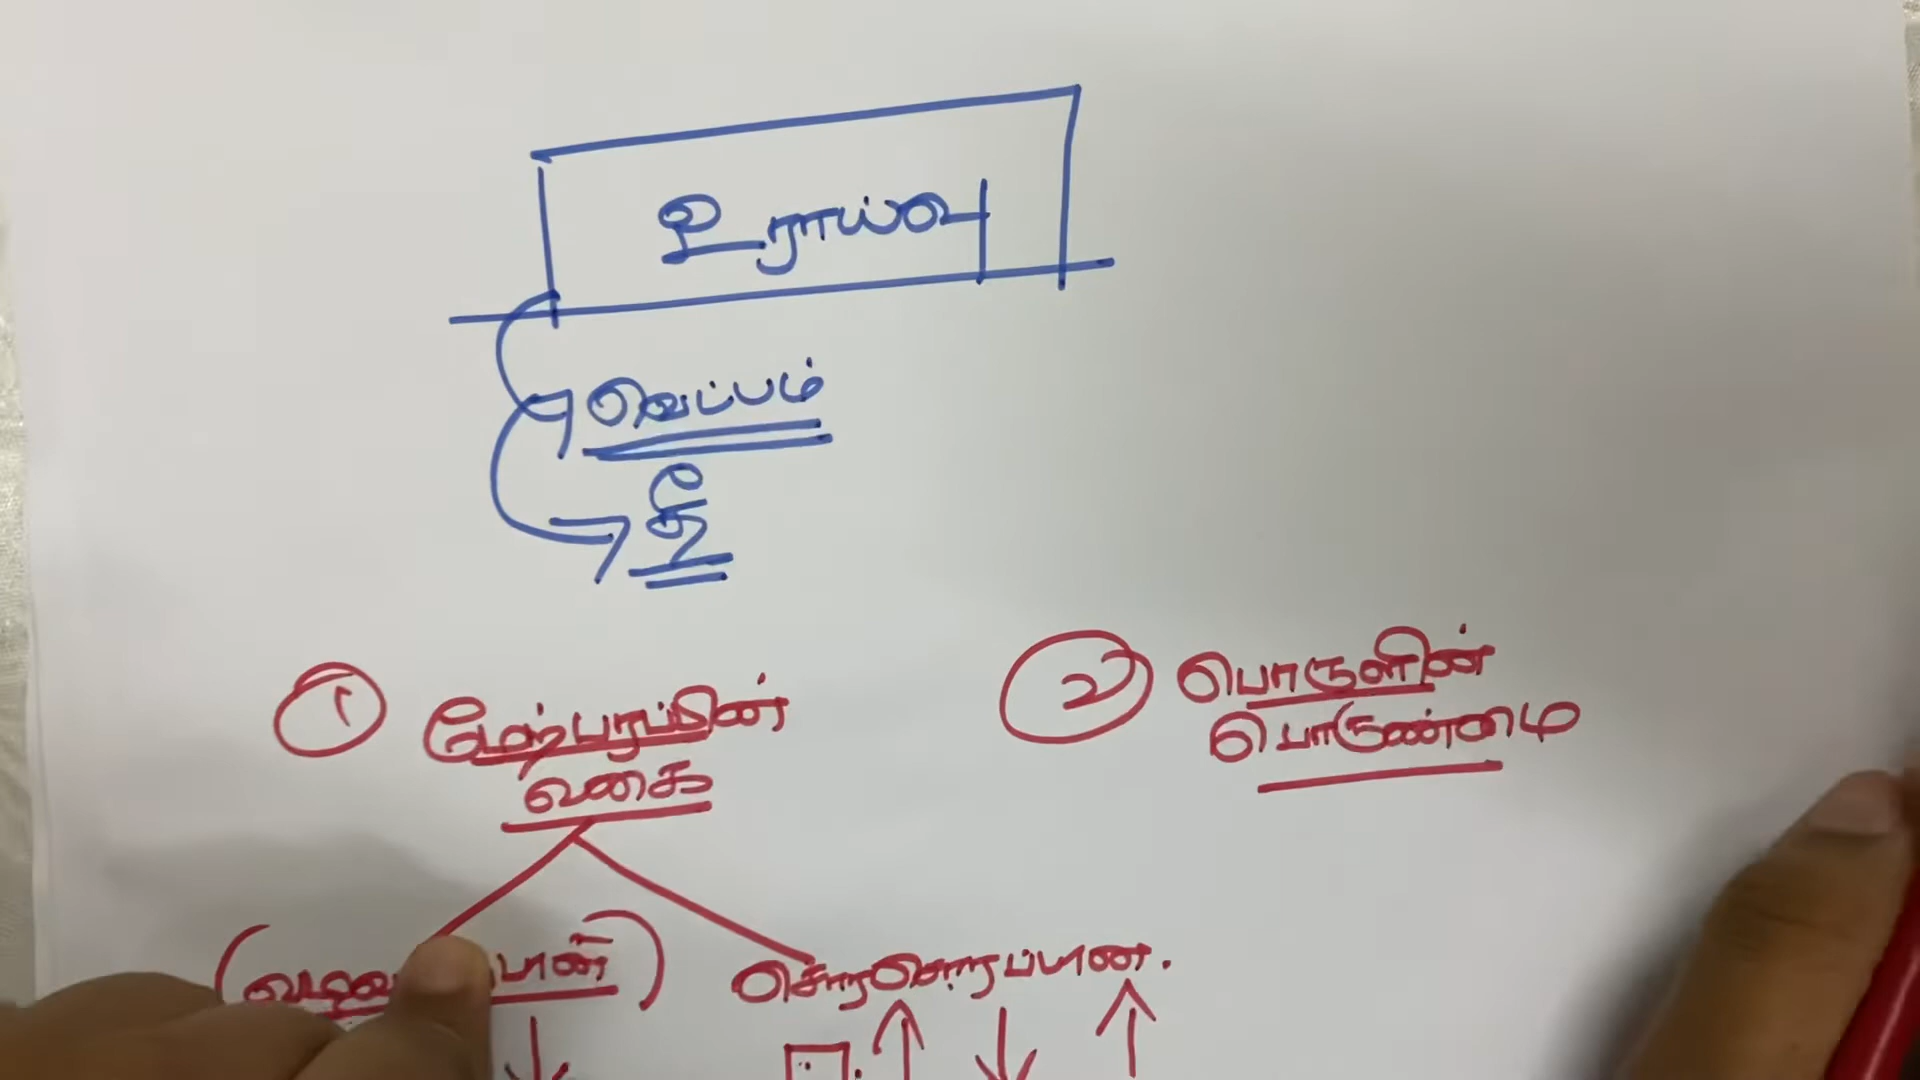 உராய்வு
வெப்பம்
தீ
1 மேற்பரப்பின்
வகை
2 பொருளின்
பொருண்மை
சொரசொரப்பான.